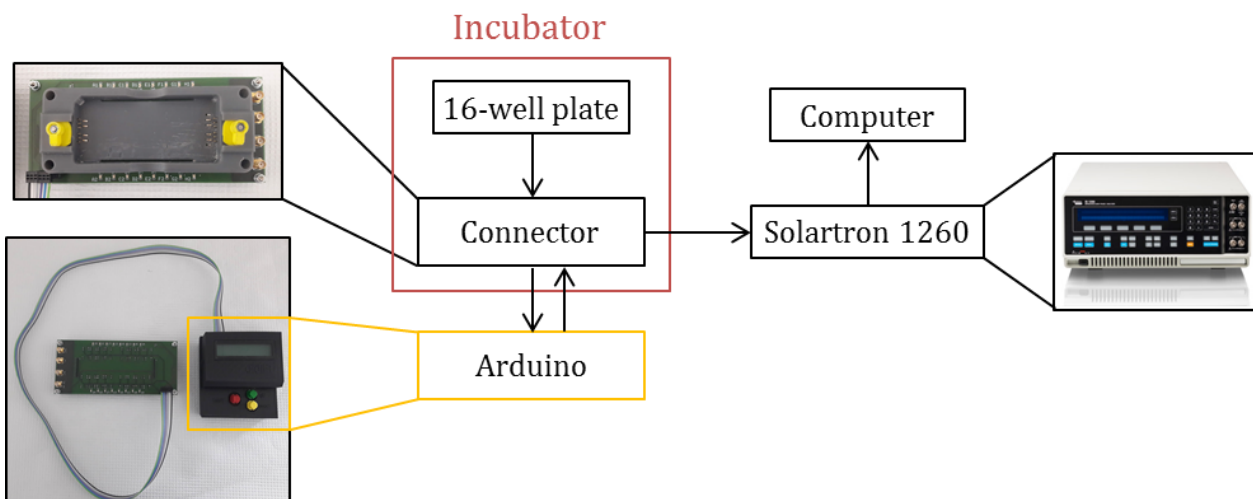 Incubator
16-well plate
Computer
Connector
Solartron 1260
Arduino